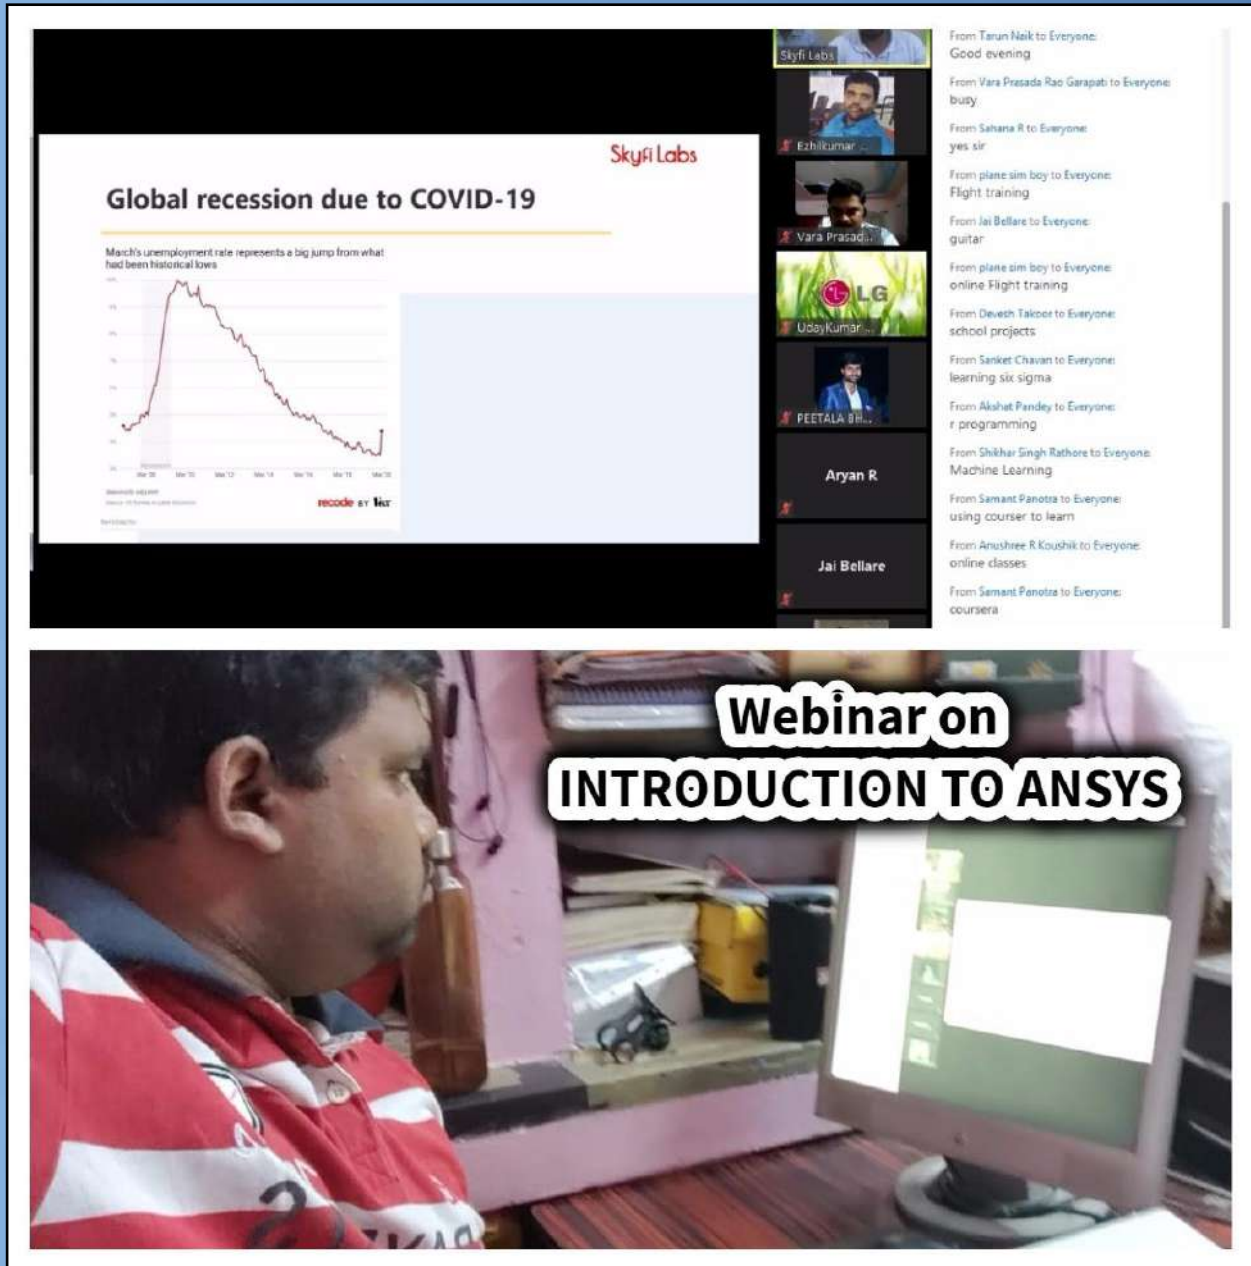 Skyfi Labs
Global recession due to COVID-19
March's unemployment rate represents a big jump from what
had been historical lows
recode BY Vox
Skyfi Labs
Ezhilkumar ...
Vara Prasad...
LG
UdayKumar ...
PEETALA BH...
Aryan R
Jai Bellare
From Tarun Naik to Everyone:
Good evening
From Vara Prasada Rao Garapati to Everyone:
busy
From Sahana R to Everyone:
yes sir
From plane sim boy to Everyone:
Flight training
From Jai Bellare to Everyone:
guitar
From plane sim boy to Everyone:
online Flight training
From Devesh Takoor to Everyone:
school projects
From Sanket Chavan to Everyone:
learning six sigma
From Akshat Pandey to Everyone:
r programming
From Shikhar Singh Rathore to Everyone:
Machine Learning
From Samant Panotra to Everyone:
using courser to learn
From Anushree R Koushik to Everyone:
online classes
From Samant Panotra to Everyone:
coursera
Webinar on
INTRODUCTION TO ANSYS